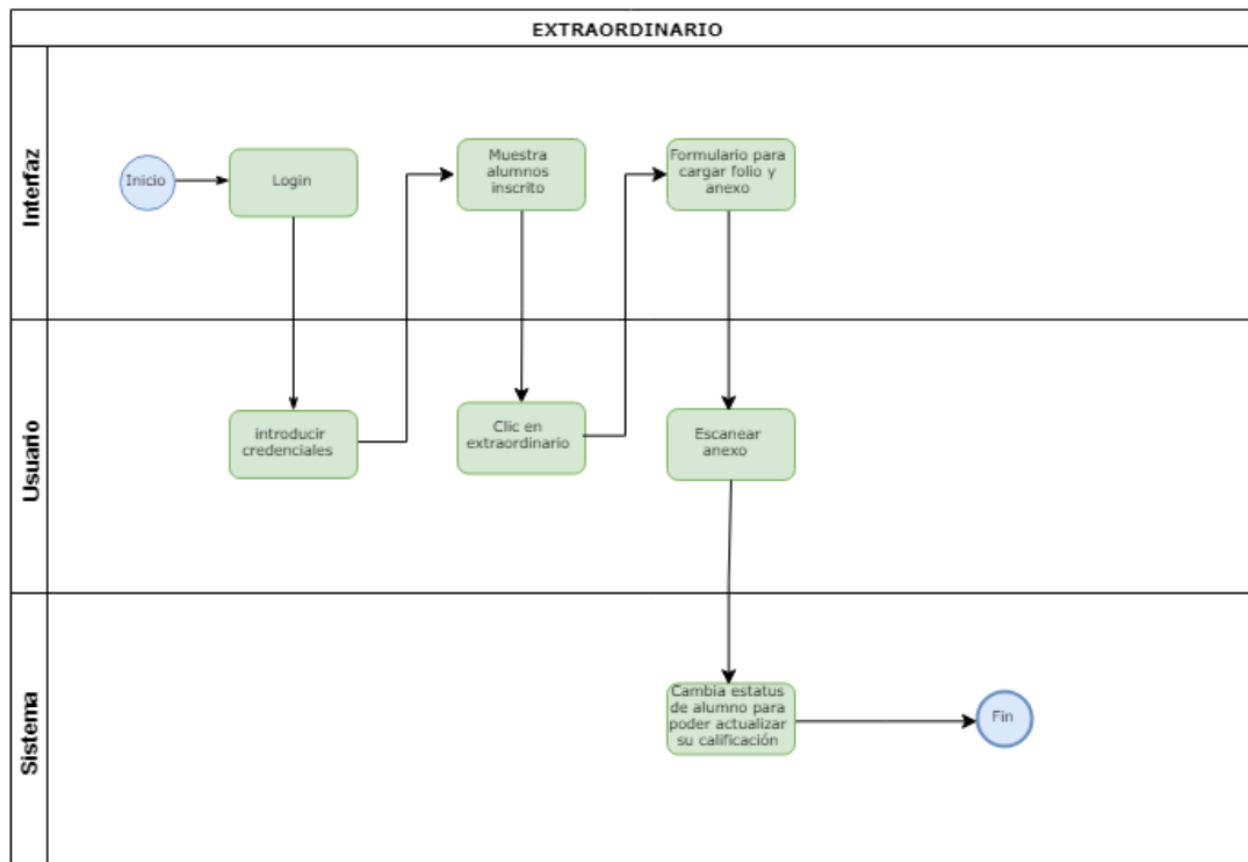 EXTRAORDINARIO
Interfaz
Inicio
Login
Muestra
alumnos
inscrito
Formulario para
cargar folio y
anexo
Usuario
introducir
credenciales
Clic en
extraordinario
Escanear
anexo
Sistema
Cambia estatus
de alumno para
poder actualizar
su calificación
Fin